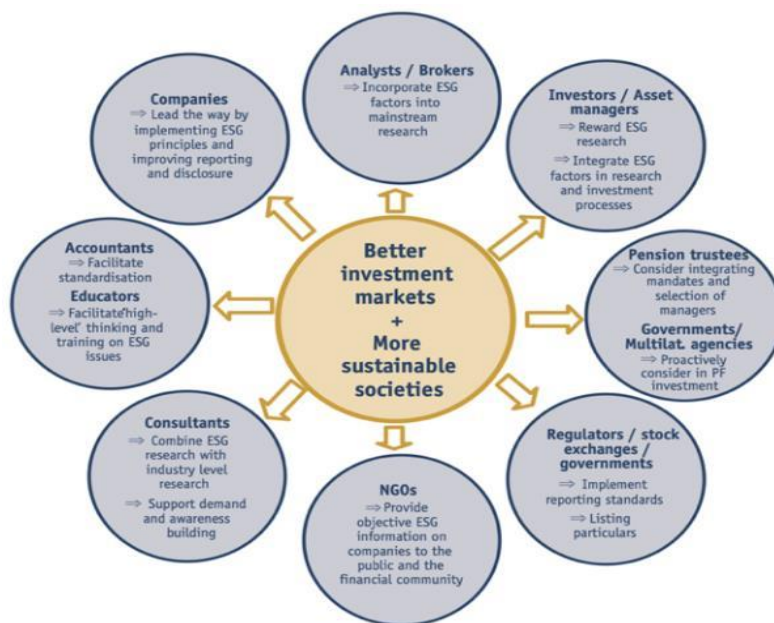 Analysts / Brokers
⇒ Incorporate ESG
factors into
mainstream
research
Investors / Asset
managers
⇒ Reward ESG
research
⇒ Integrate ESG
factors in research
and investment
processes
Pension trustees
⇒ Consider integrating
mandates and
selection of
managers
Governments/
Multilat. agencies
⇒ Proactively
consider in PF
investment
Regulators / stock
exchanges /
governments
⇒ Implement
reporting standards
⇒ Listing
particulars
NGOs
⇒ Provide
objective ESG
information on
companies to the
public and the
financial community
Consultants
⇒ Combine ESG
research with
industry level
research
⇒ Support demand
and awareness
building
Accountants
⇒ Facilitate
standardisation
Educators
⇒ Facilitate“high-
level” thinking and
training on ESG
issues
Companies
⇒ Lead the way by
implementing ESG
principles and
improving reporting
and disclosure
Better
investment
markets
+
More
sustainable
societies